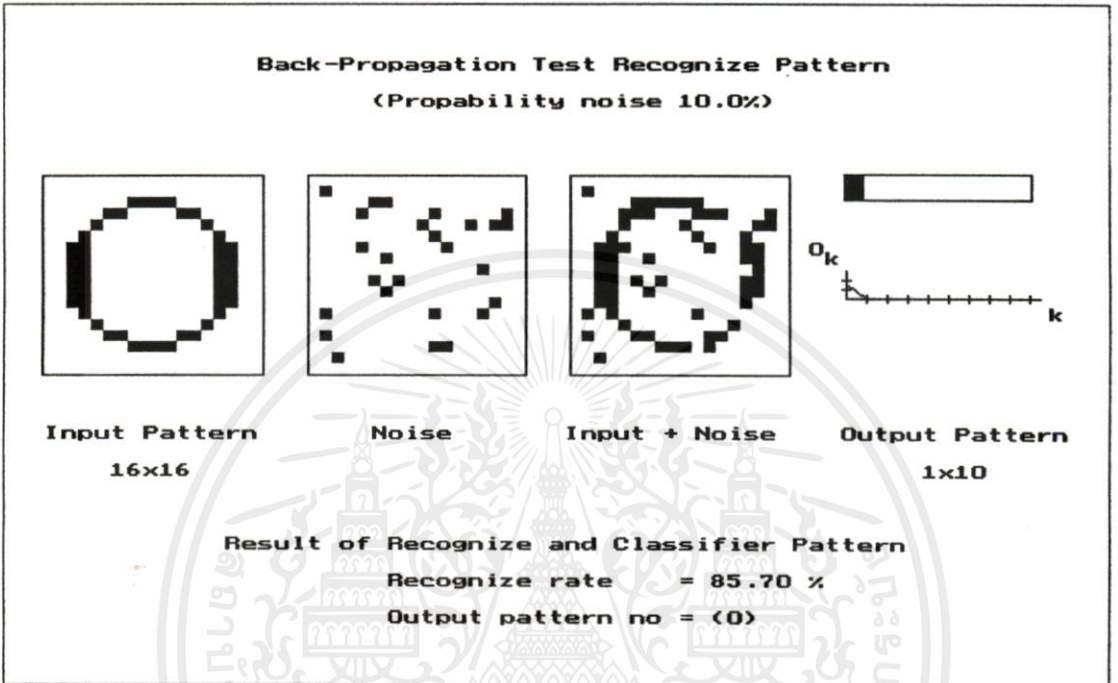 Back-Propagation Test Recognize Pattern
(Propability noise 10.0%)
O_k
k
Input Pattern
Noise
Input + Noise
Output Pattern
16x16
1x10
Result of Recognize and Classifier Pattern
Recognize rate = 85.70 %
Output pattern no = (0)